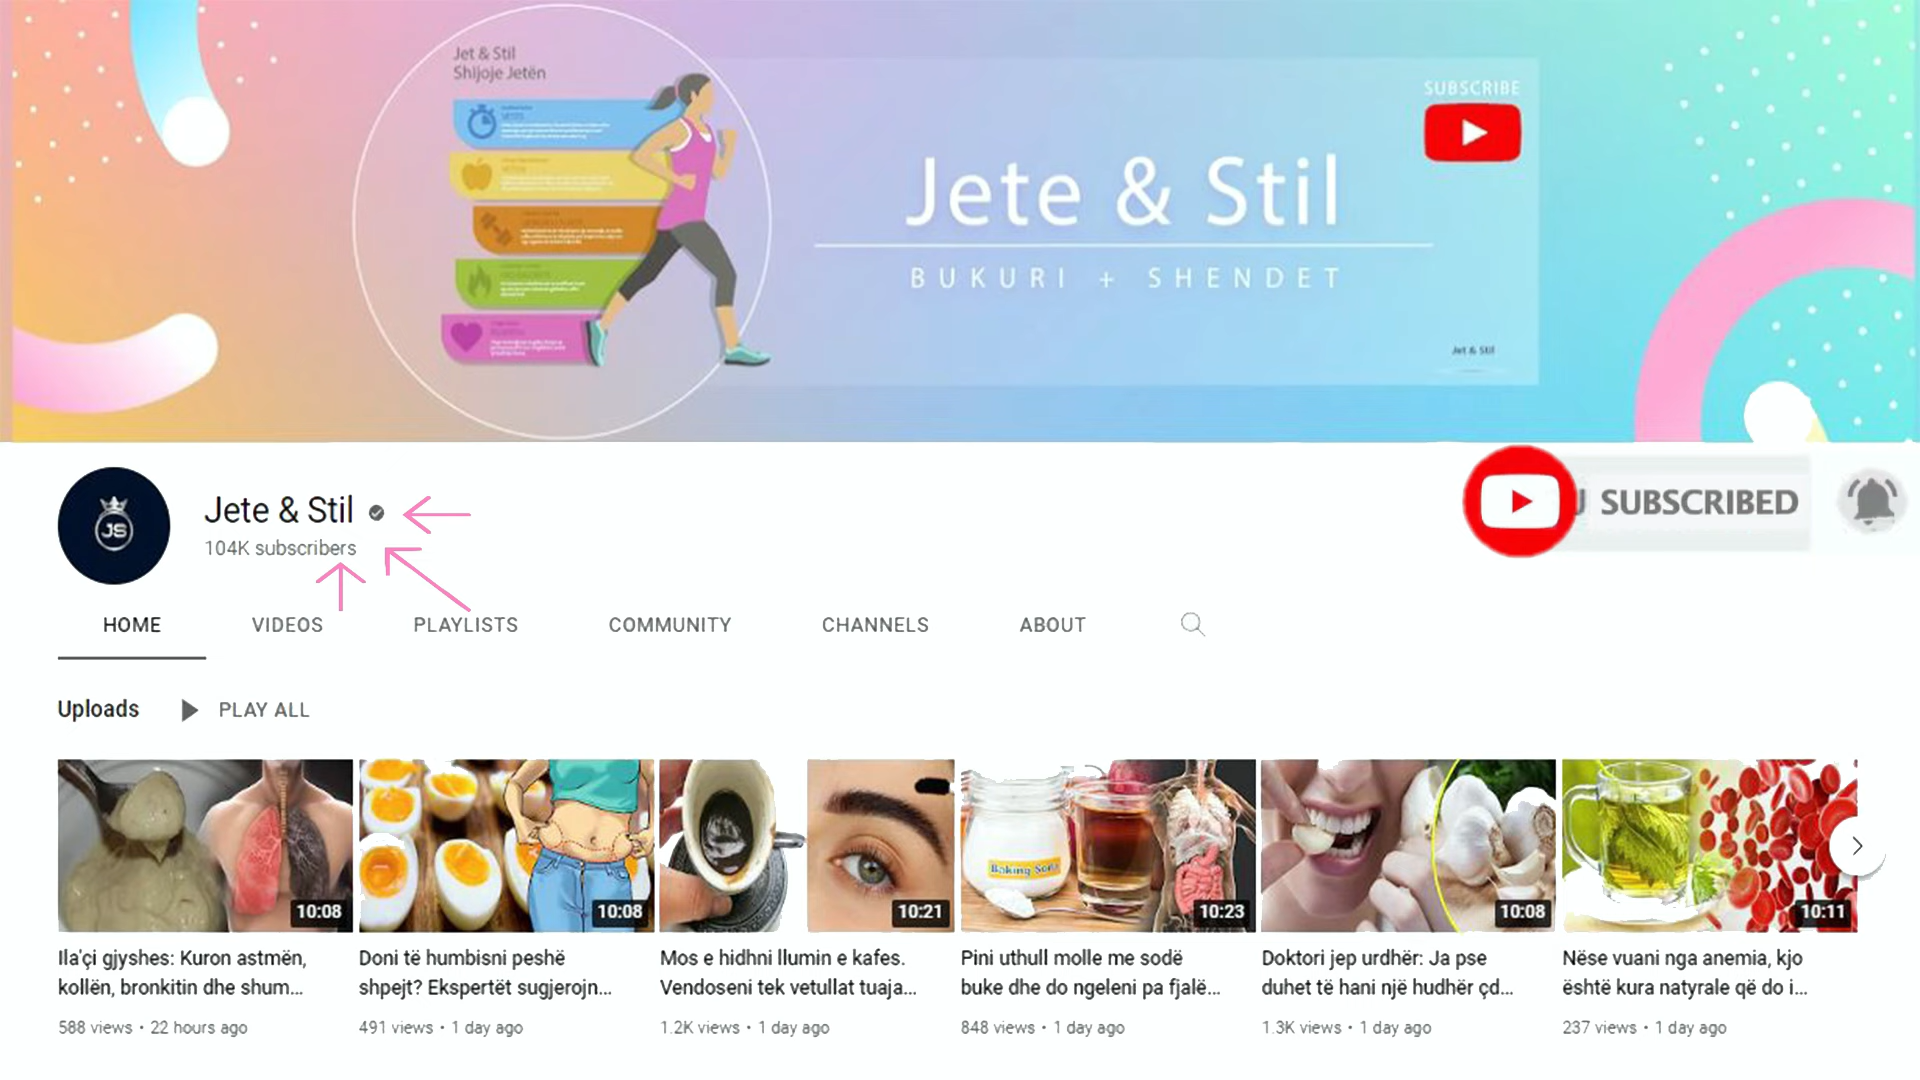 Jet & Stil
Shijoje Jetën
SUBSCRIBE
Jete & Stil
BUKURI + SHENDET
Jet & Stil
JS
Jete & Stil
104K subscribers
SUBSCRIBED
HOME VIDEOS PLAYLISTS COMMUNITY CHANNELS ABOUT
Uploads PLAY ALL
Baking Soda
10:08 10:08 10:21 10:23 10:08 10:11
Ila'çi gjyshes: Kuron astmën,
kollën, bronkitin dhe shum...
588 views • 22 hours ago
Doni të humbisni peshë
shpejt? Ekspertët sugjerojn...
491 views • 1 day ago
Mos e hidhni llumin e kafes.
Vendoseni tek vetullat tuaja...
1.2K views • 1 day ago
Pini uthull molle me sodë
buke dhe do ngeleni pa fjalë...
848 views • 1 day ago
Doktori jep urdhër: Ja pse
duhet të hani një hudhër çd...
1.3K views • 1 day ago
Nëse vuani nga anemia, kjo
është kura natyrale që do i...
237 views • 1 day ago